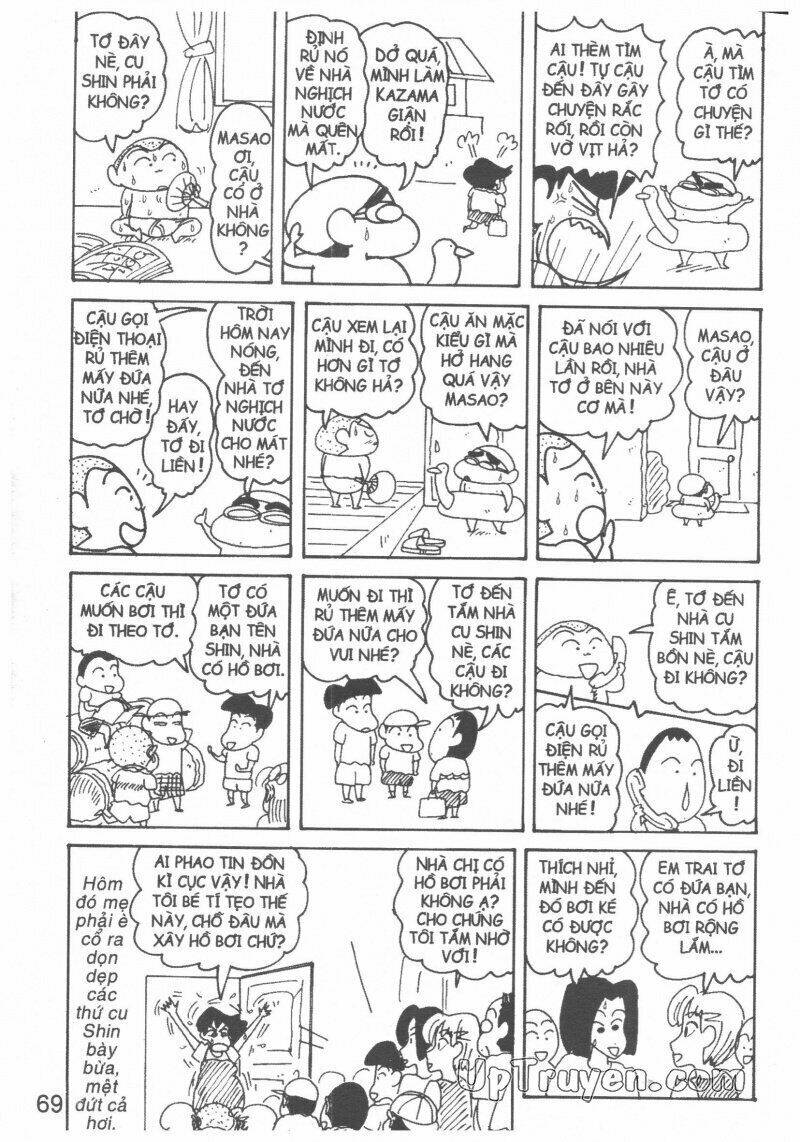 À, MÀ
CẬU TÌM
TỚ CÓ
CHUYỆN
GÌ THẾ?
AI THÈM TÌM
CẬU! TỰ CẬU
ĐẾN ĐÂY GÂY
CHUYỆN RẮC
RỐI, RỒI CÒN
VỜ VỊT HẢ?
DỞ QUÁ,
MÌNH LÀM
KAZAMA
GIẬN
RỒI!
ĐỊNH
RỦ NÓ
VỀ NHÀ
NGHỊCH
NƯỚC
MÀ QUÊN
MẤT.
MASAO
ƠI,
CẬU
CÓ Ở
NHÀ
KHÔNG?
TỚ ĐÂY
NÈ, CU
SHIN PHẢI
KHÔNG?
MASAO,
CẬU Ở
ĐÂU
VẬY?
ĐÃ NÓI VỚI
CẬU BAO NHIÊU
LẦN RỒI, NHÀ
TỚ Ở BÊN NÀY
CƠ MÀ!
CẬU ĂN MẶC
KIỂU GÌ MÀ
HỞ HANG
QUÁ VẬY
MASAO?
CẬU XEM LẠI
MÌNH ĐI, CÓ
HƠN GÌ TỚ
KHÔNG HẢ?
TRỜI
HÔM NAY
NÓNG,
ĐẾN
NHÀ TỚ
NGHỊCH
NƯỚC
CHO MÁT
NHÉ?
HAY
ĐẤY,
TỚ ĐI
LIỀN!
CẬU GỌI
ĐIỆN THOẠI
RỦ THÊM
MẤY ĐỨA
NỮA NHÉ,
TỚ CHỜ!
Ê, TỚ ĐẾN
NHÀ CU
SHIN TẮM
BỒN NÈ, CẬU
ĐI KHÔNG?
Ừ,
ĐI
LIỀN!
CẬU GỌI
ĐIỆN RỦ
THÊM MẤY
ĐỨA NỮA
NHÉ!
TỚ ĐẾN
TẮM NHÀ
CU SHIN
NÈ, CÁC
CẬU ĐI
KHÔNG?
MUỐN ĐI THÌ
RỦ THÊM MẤY
ĐỨA NỮA CHO
VUI NHÉ?
TỚ CÓ
MỘT ĐỨA
BẠN TÊN
SHIN, NHÀ
CÓ HỒ BƠI.
CÁC CẬU
MUỐN BƠI THÌ
ĐI THEO TỚ.
EM TRAI TỚ
CÓ ĐỨA BẠN,
NHÀ CÓ HỒ
BƠI RỘNG
LẮM...
THÍCH NHỈ,
MÌNH ĐẾN
ĐÓ BƠI KÉ
CÓ ĐƯỢC
KHÔNG?
NHÀ CHỊ CÓ
HỒ BƠI PHẢI
KHÔNG Ạ?
CHO CHÚNG
TÔI TẮM NHỜ
VỚI!
AI PHAO TIN ĐỒN
KÌ CỤC VẬY! NHÀ
TÔI BÉ TÍ TẸO THẾ
NÀY, CHỖ ĐÂU MÀ
XÂY HỒ BƠI CHỨ?
Hôm
đó mẹ
phải è
cổ ra
dọn
dẹp
các
thứ cu
Shin
bày
bừa,
mệt
đứt cả
hơi.
69
UpTruyen.com